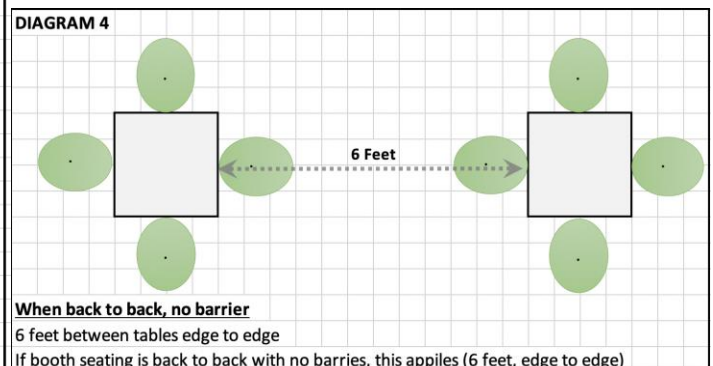 DIAGRAM 4
6 Feet
When back to back, no barrier
6 feet between tables edge to edge
If booth seating is back to back with no barries, this appiles (6 feet, edge to edge)